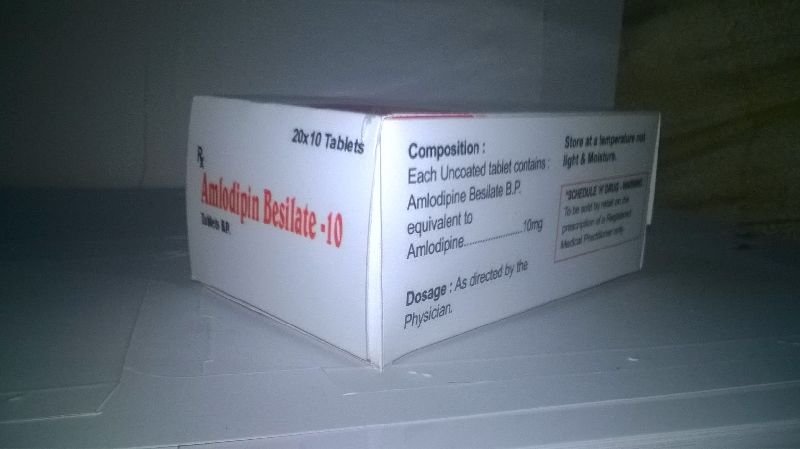 20x10 Tablets
Rx
Amlodipin Besilate -10
Tablets B.P.
Composition :
Each Uncoated tablet contains :
Amlodipine Besilate B.P.
equivalent to
Amlodipine.....................10mg
Dosage : As directed by the
Physician.
Store at a temperature not
light & Moisture.
"SCHEDULE 'H' DRUG - WARNING
To be sold by retail on the
prescription of a Registered
Medical Practitioner only.